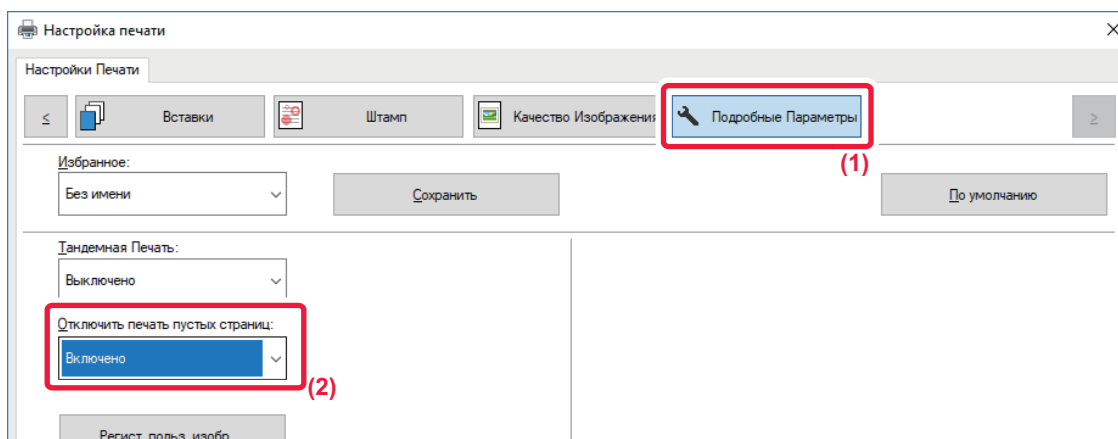 Настройка печати
Настройки Печати
≤ Вставки Штамп Качество Изображения Подробные Параметры ≥
(1)
Избранное:
Без имени Сохранить По умолчанию
Тандемная Печать:
Выключено
Отключить печать пустых страниц:
Включено
(2)
Регист. польз. изобр.